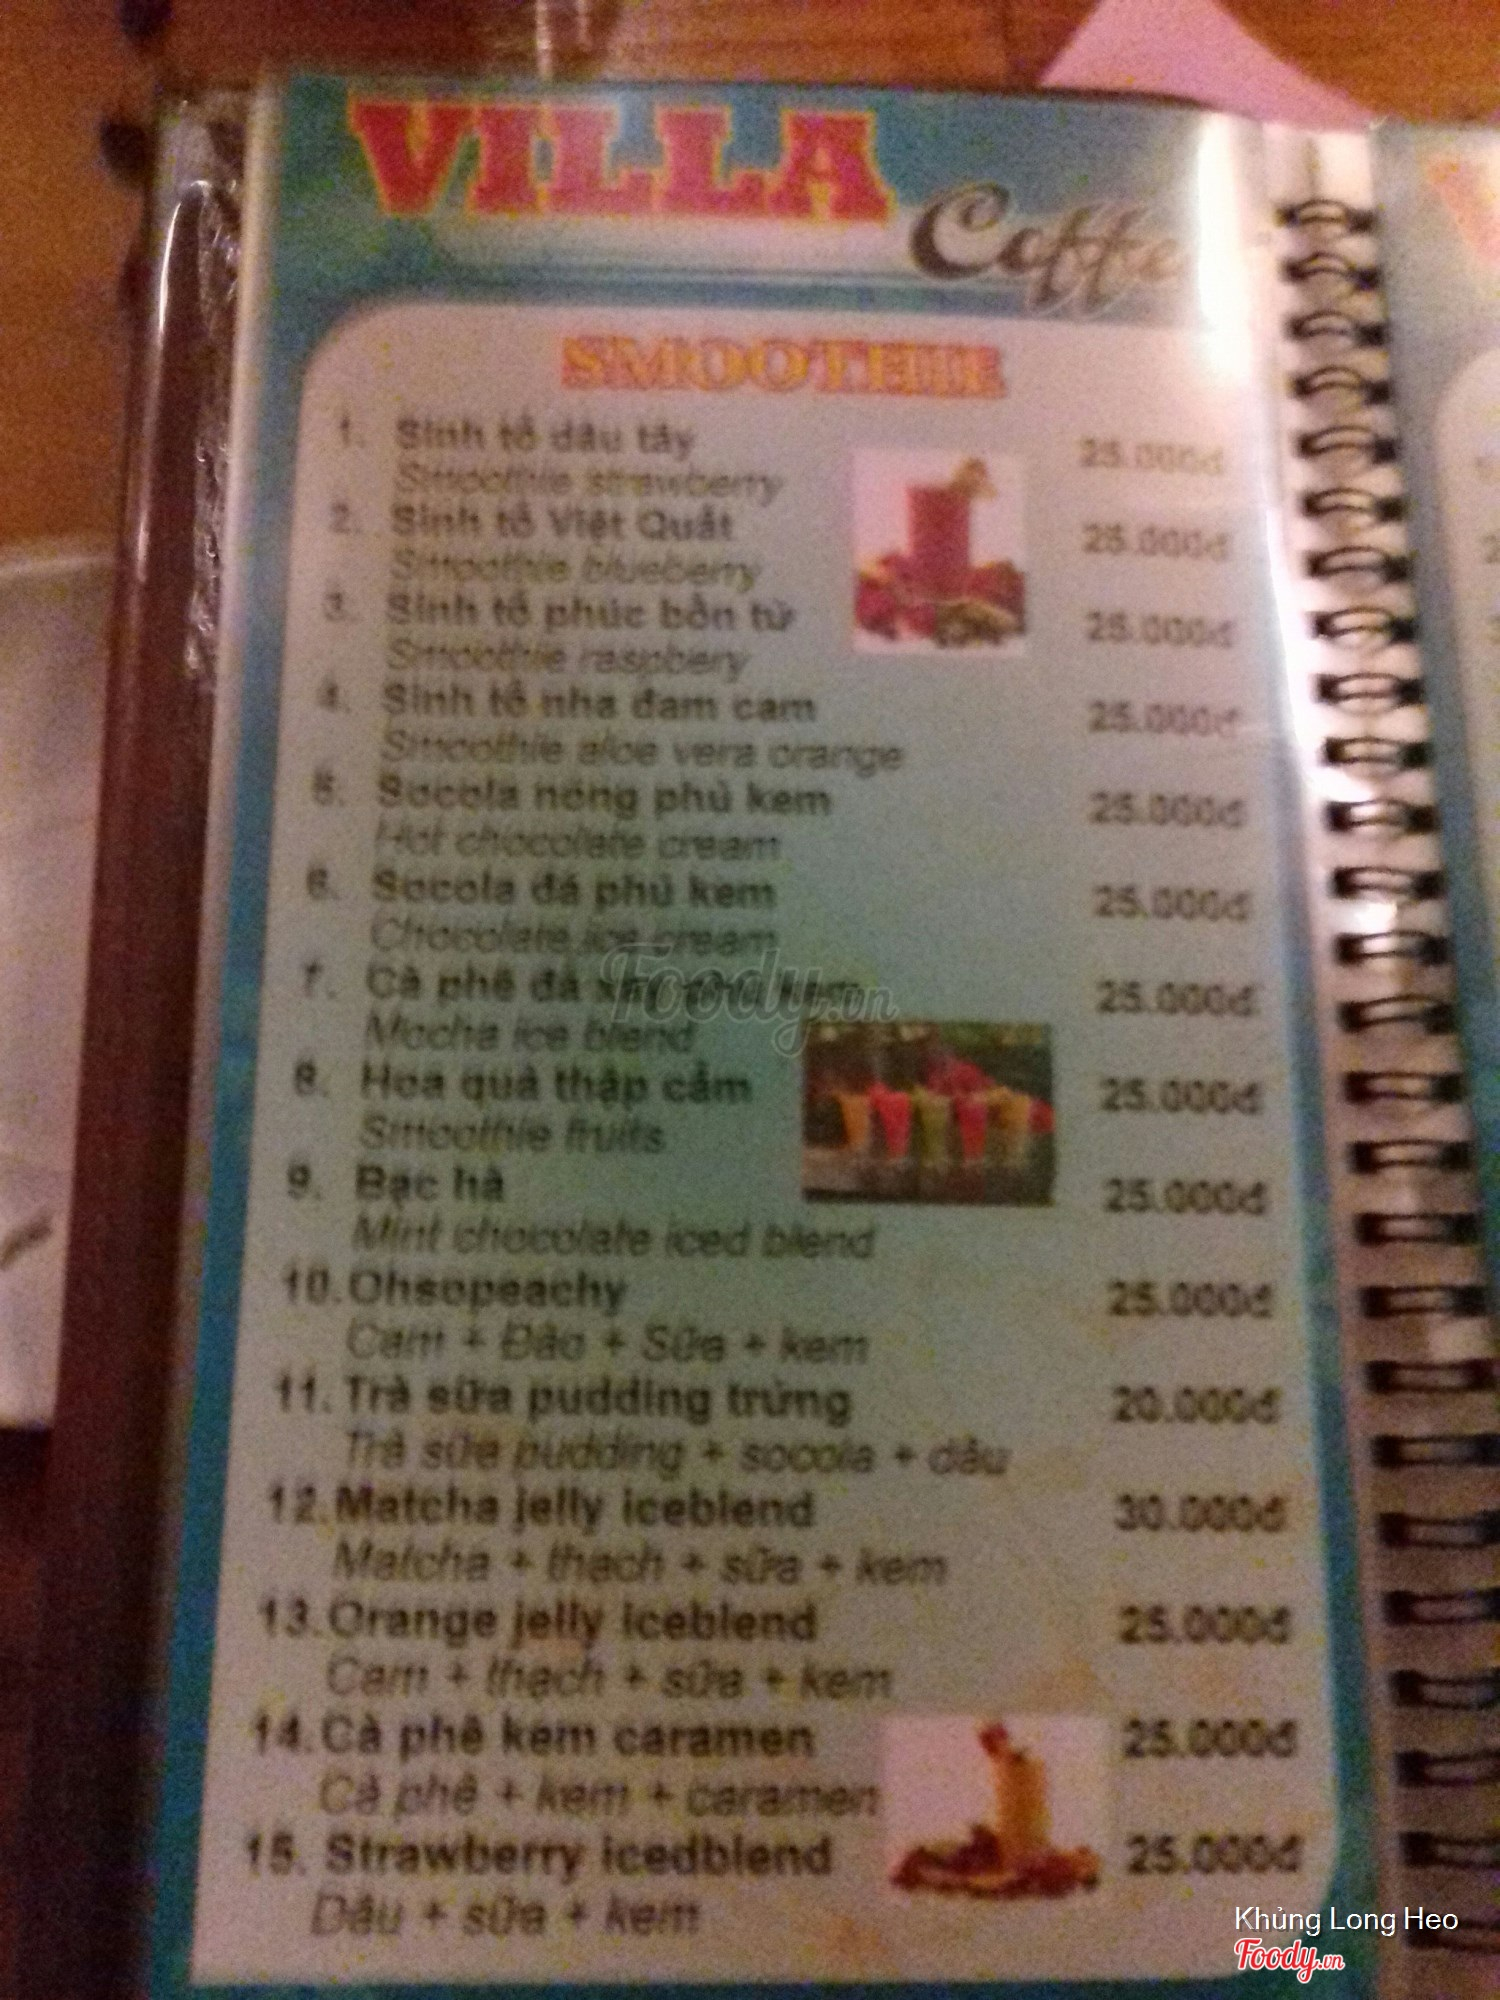 VILLA
Coffee
SMOOTHIE
1. Sinh tố dâu tây 25.000đ
Smoothie strawberry
2. Sinh tố Việt Quất 25.000đ
Smoothie blueberry
3. Sinh tố phúc bồn tử 25.000đ
Smoothie raspbery
4. Sinh tố nha đam cam 25.000đ
Smoothie aloe vera orange
5. Socola nóng phủ kem 25.000đ
Hot chocolate cream
6. Socola đá phủ kem 25.000đ
Chocolate ice cream
7. Cà phê đá xay phủ kem 25.000đ
Mocha ice blend
8. Hoa quả thập cẩm 25.000đ
Smoothie fruits
9. Bạc hà 25.000đ
Mint chocolate iced blend
10. Ohsopeachy 25.000đ
Cam + Đào + Sữa + kem
11. Trà sữa pudding trứng 20.000đ
Trà sữa pudding + socola + dâu
12. Matcha jelly iceblend 30.000đ
Matcha + thạch + sữa + kem
13. Orange jelly iceblend 25.000đ
Cam + thạch + sữa + kem
14. Cà phê kem caramen 25.000đ
Cà phê + kem + caramen
15. Strawberry icedblend 25.000đ
Dâu + sữa + kem
Foody.vn
Khủng Long Heo
Foody.vn